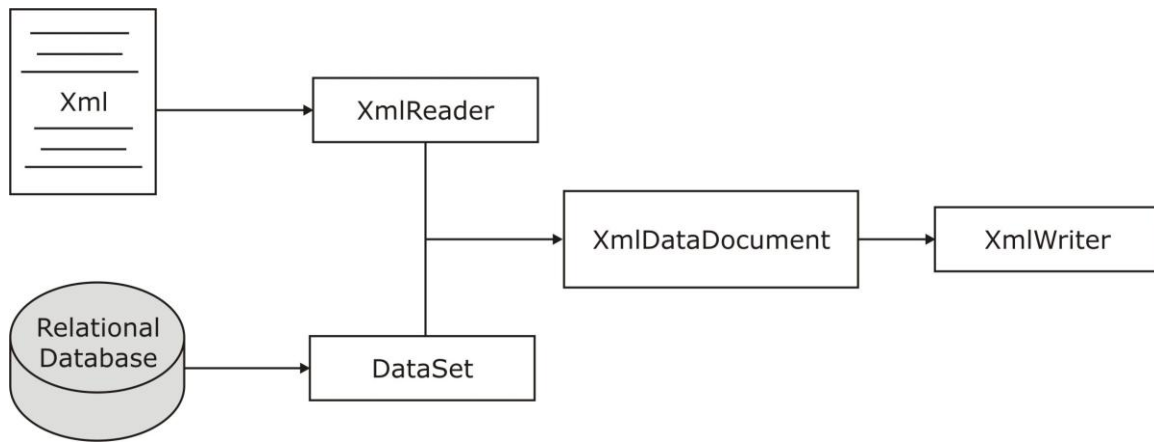 Xml
XmlReader
XmlDataDocument
XmlWriter
Relational
Database
DataSet